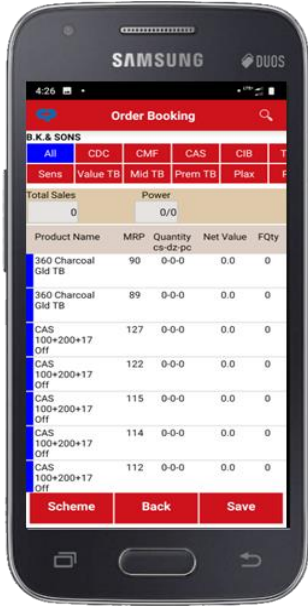 SAMSUNG DUOS
4:26
Order Booking
B.K.& SONS
All CDC CMF CAS CIB T
Sens Value TB Mid TB Prem TB Plax
Total Sales Power
0 0/0
Product Name MRP Quantity Net Value FQty
cs-dz-pc
360 Charcoal 90 0-0-0 0.0 0
Gld TB
360 Charcoal 89 0-0-0 0.0 0
Gld TB
CAS 127 0-0-0 0.0 0
100+200+17
Off
CAS 122 0-0-0 0.0 0
100+200+17
Off
CAS 115 0-0-0 0.0 0
100+200+17
Off
CAS 114 0-0-0 0.0 0
100+200+17
Off
CAS 112 0-0-0 0.0 0
100+200+17
Off
Scheme Back Save